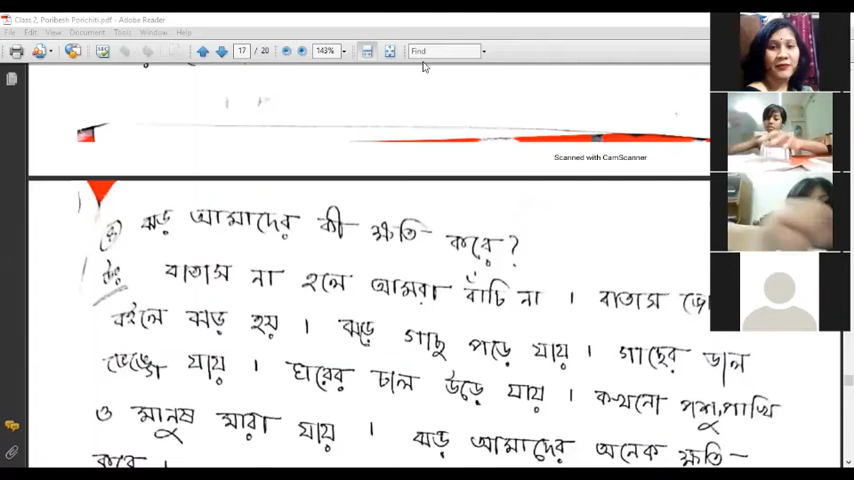 Class 2, Poribesh Porichiti.pdf - Adobe Reader
File Edit View Document Tools Window Help
17 / 20 143% Find
Scanned with CamScanner
ঝড় আমাদের কী ক্ষতি করে?
উঃ বাতাস না হলে আমরা বাঁচি না । বাতাস জো
বইলে ঝড় হয় । ঝড়ে গাছ পড়ে যায় । গাছের ডাল
ভেঙ্গে যায় । ঘরের চাল উড়ে যায় । কখনো পশু,পাখি
ও মানুষ মারা যায় । ঝড় আমাদের অনেক ক্ষতি
করে ।